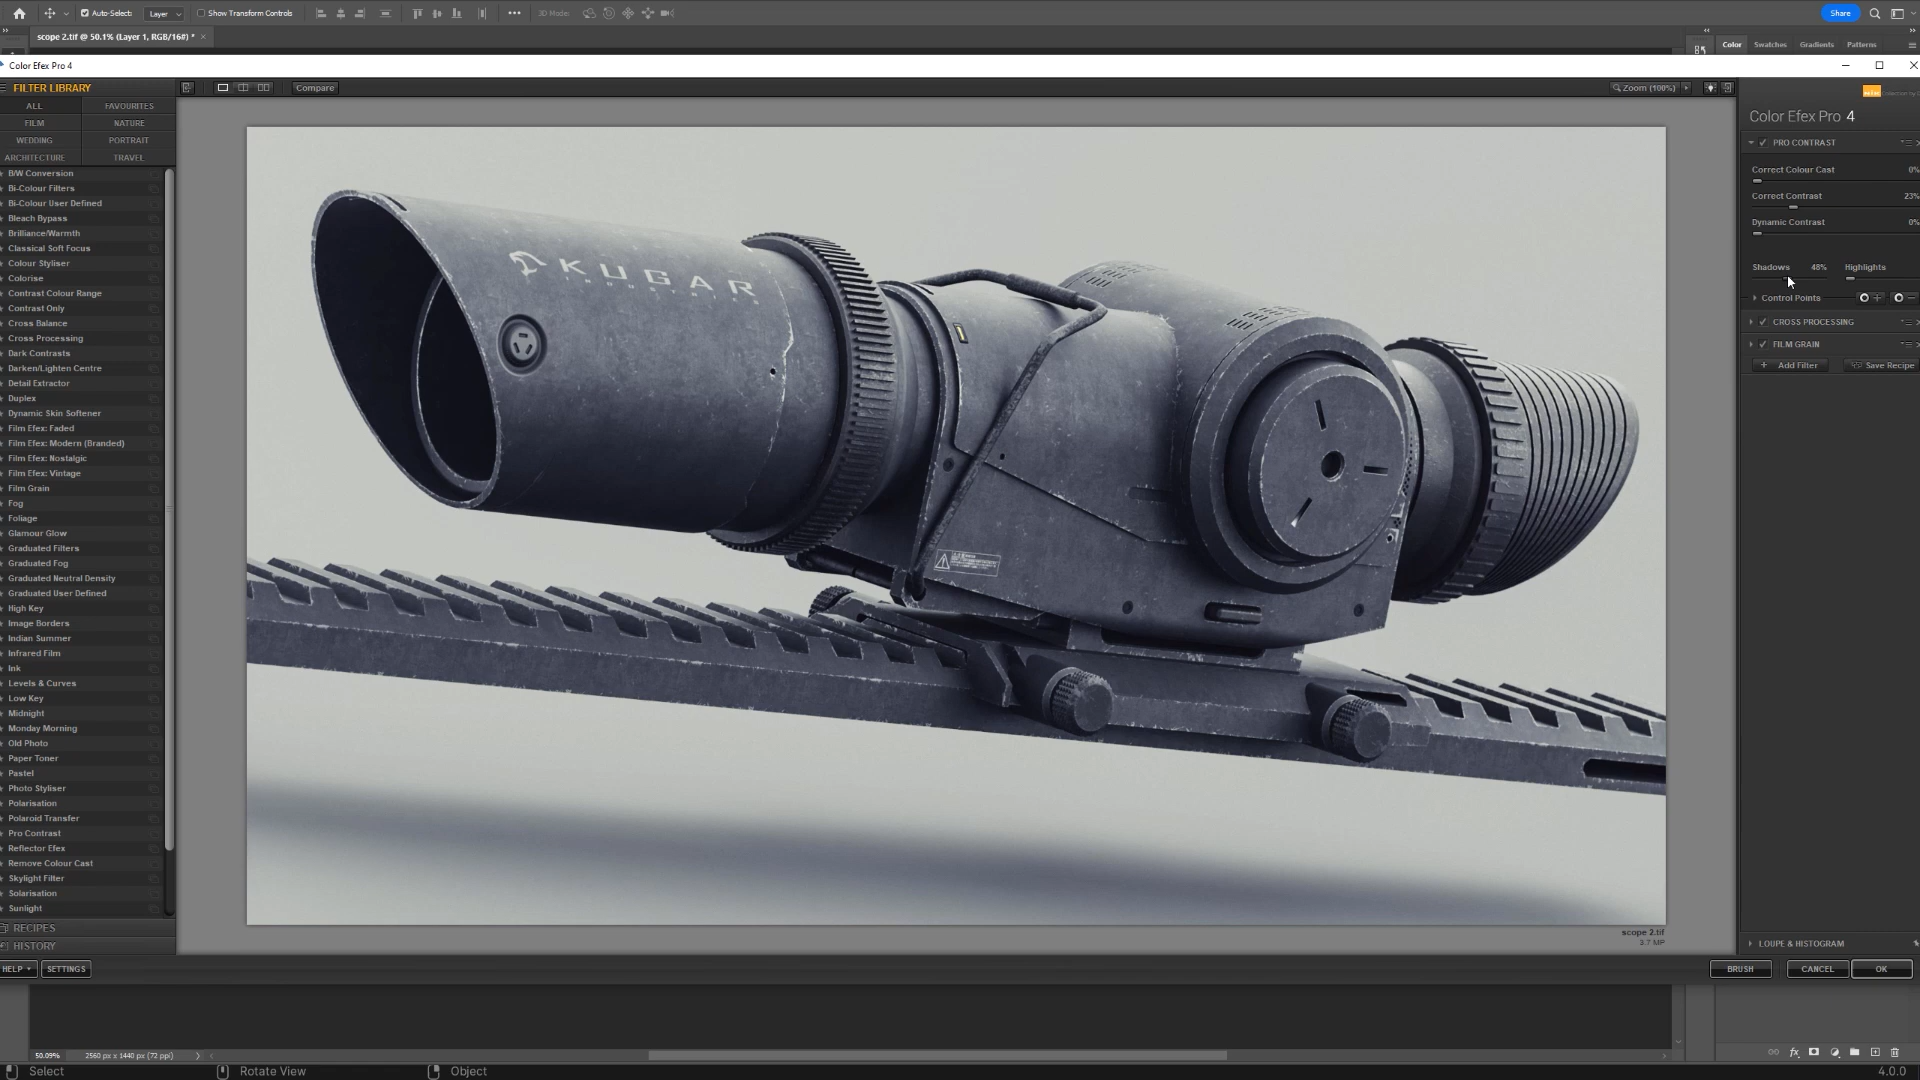 Auto-Select: Layer Show Transform Controls ••• 3D Mode: Share
scope 2.tif @ 50.1% (Layer 1, RGB/16#) * ×
Color Swatches Gradients Patterns
Color Efex Pro 4
FILTER LIBRARY Compare Zoom (100%)
ALL FAVOURITES
FILM NATURE
WEDDING PORTRAIT
ARCHITECTURE TRAVEL
B/W Conversion
Bi-Colour Filters
Bi-Colour User Defined
Bleach Bypass
Brilliance/Warmth
Classical Soft Focus
Colour Styliser
Colorise
Contrast Colour Range
Contrast Only
Cross Balance
Cross Processing
Dark Contrasts
Darken/Lighten Centre
Detail Extractor
Duplex
Dynamic Skin Softener
Film Efex: Faded
Film Efex: Modern (Branded)
Film Efex: Nostalgic
Film Efex: Vintage
Film Grain
Fog
Foliage
Glamour Glow
Graduated Filters
Graduated Fog
Graduated Neutral Density
Graduated User Defined
High Key
Image Borders
Indian Summer
Infrared Film
Ink
Levels & Curves
Low Key
Midnight
Monday Morning
Old Photo
Paper Toner
Pastel
Photo Styliser
Polarisation
Polaroid Transfer
Pro Contrast
Reflector Efex
Remove Colour Cast
Skylight Filter
Solarisation
Sunlight
RECIPES
HISTORY
HELP SETTINGS
KUGAR
INDUSTRIES
scope 2.tif
3.7 MP
Color Efex Pro 4
PRO CONTRAST
Correct Colour Cast 0%
Correct Contrast 23%
Dynamic Contrast 0%
Shadows 48% Highlights
Control Points
CROSS PROCESSING
FILM GRAIN
+ Add Filter Save Recipe
LOUPE & HISTOGRAM
BRUSH CANCEL OK
50.09% 2560 px x 1440 px (72 ppi)
fx
Select Rotate View Object 4.0.0